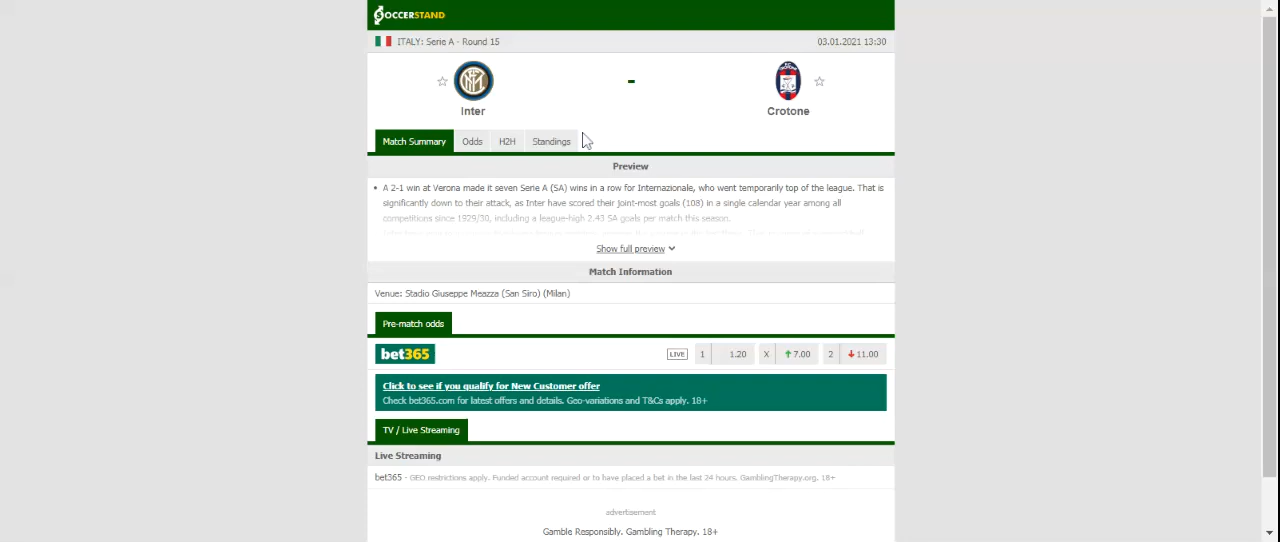 SOCCERSTAND
ITALY: Serie A - Round 15
03.01.2021 13:30
-
Inter
Crotone
Match Summary Odds H2H Standings
Preview
A 2-1 win at Verona made it seven Serie A (SA) wins in a row for Internazionale, who went temporarily top of the league. That is
significantly down to their attack, as Inter have scored their joint-most goals (108) in a single calendar year among all
competitions since 1929/30, including a league-high 2.43 SA goals per match this season.
Show full preview
Match Information
Venue: Stadio Giuseppe Meazza (San Siro) (Milan)
Pre-match odds
bet365 LIVE 1 1.20 X 7.00 2 11.00
Click to see if you qualify for New Customer offer
Check bet365.com for latest offers and details. Geo-variations and T&Cs apply. 18+
TV / Live Streaming
Live Streaming
bet365 - GEO restrictions apply. Funded account required or to have placed a bet in the last 24 hours. GamblingTherapy.org. 18+
advertisement
Gamble Responsibly. Gambling Therapy. 18+